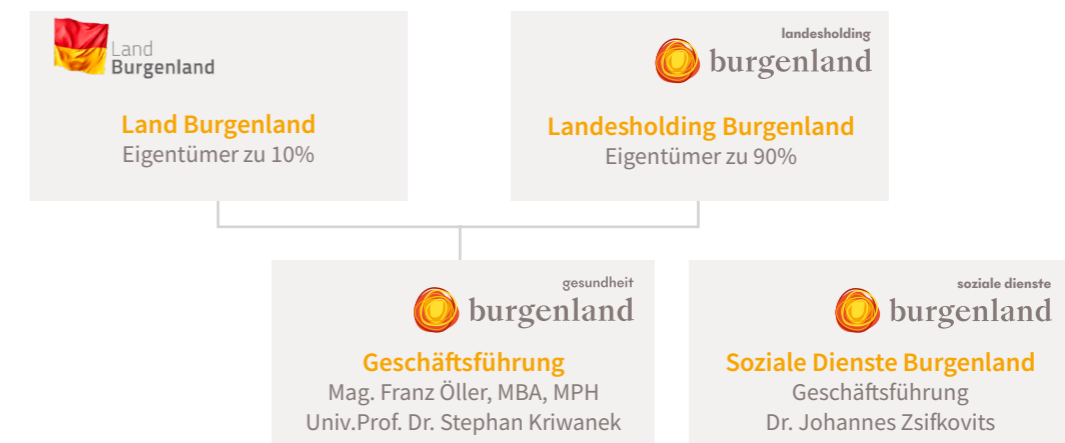 Land
Burgenland
Land Burgenland
Eigentümer zu 10%
landesholding
burgenland
Landesholding Burgenland
Eigentümer zu 90%
gesundheit
burgenland
Geschäftsführung
Mag. Franz Öller, MBA, MPH
Univ.Prof. Dr. Stephan Kriwanek
soziale dienste
burgenland
Soziale Dienste Burgenland
Geschäftsführung
Dr. Johannes Zsifkovits